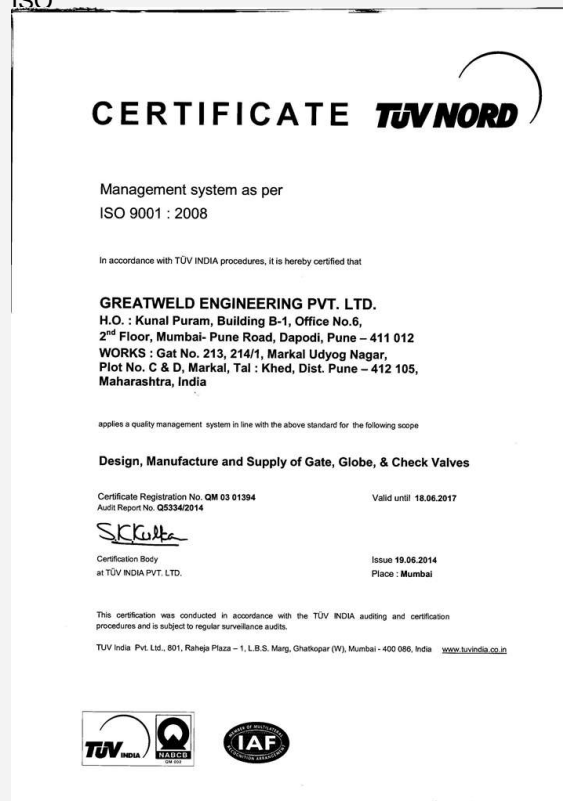 ISO
CERTIFICATE TÜV NORD
Management system as per
ISO 9001 : 2008
In accordance with TÜV INDIA procedures, it is hereby certified that
GREATWELD ENGINEERING PVT. LTD.
H.O. : Kunal Puram, Building B-1, Office No.6,
2nd Floor, Mumbai- Pune Road, Dapodi, Pune – 411 012
WORKS : Gat No. 213, 214/1, Markal Udyog Nagar,
Plot No. C & D, Markal, Tal : Khed, Dist. Pune – 412 105,
Maharashtra, India
applies a quality management system in line with the above standard for the following scope
Design, Manufacture and Supply of Gate, Globe, & Check Valves
Certificate Registration No. QM 03 01394
Valid until 18.06.2017
Audit Report No. Q5334/2014
Certification Body
Issue 19.06.2014
at TÜV INDIA PVT. LTD.
Place : Mumbai
This certification was conducted in accordance with the TÜV INDIA auditing and certification
procedures and is subject to regular surveillance audits.
TUV India Pvt. Ltd., 801, Raheja Plaza – 1, L.B.S. Marg, Ghatkopar (W), Mumbai - 400 086, India www.tuvindia.co.in
TÜV INDIA
NABCB
MEMBER OF MULTILATERAL
IAF
RECOGNITION ARRANGEMENT